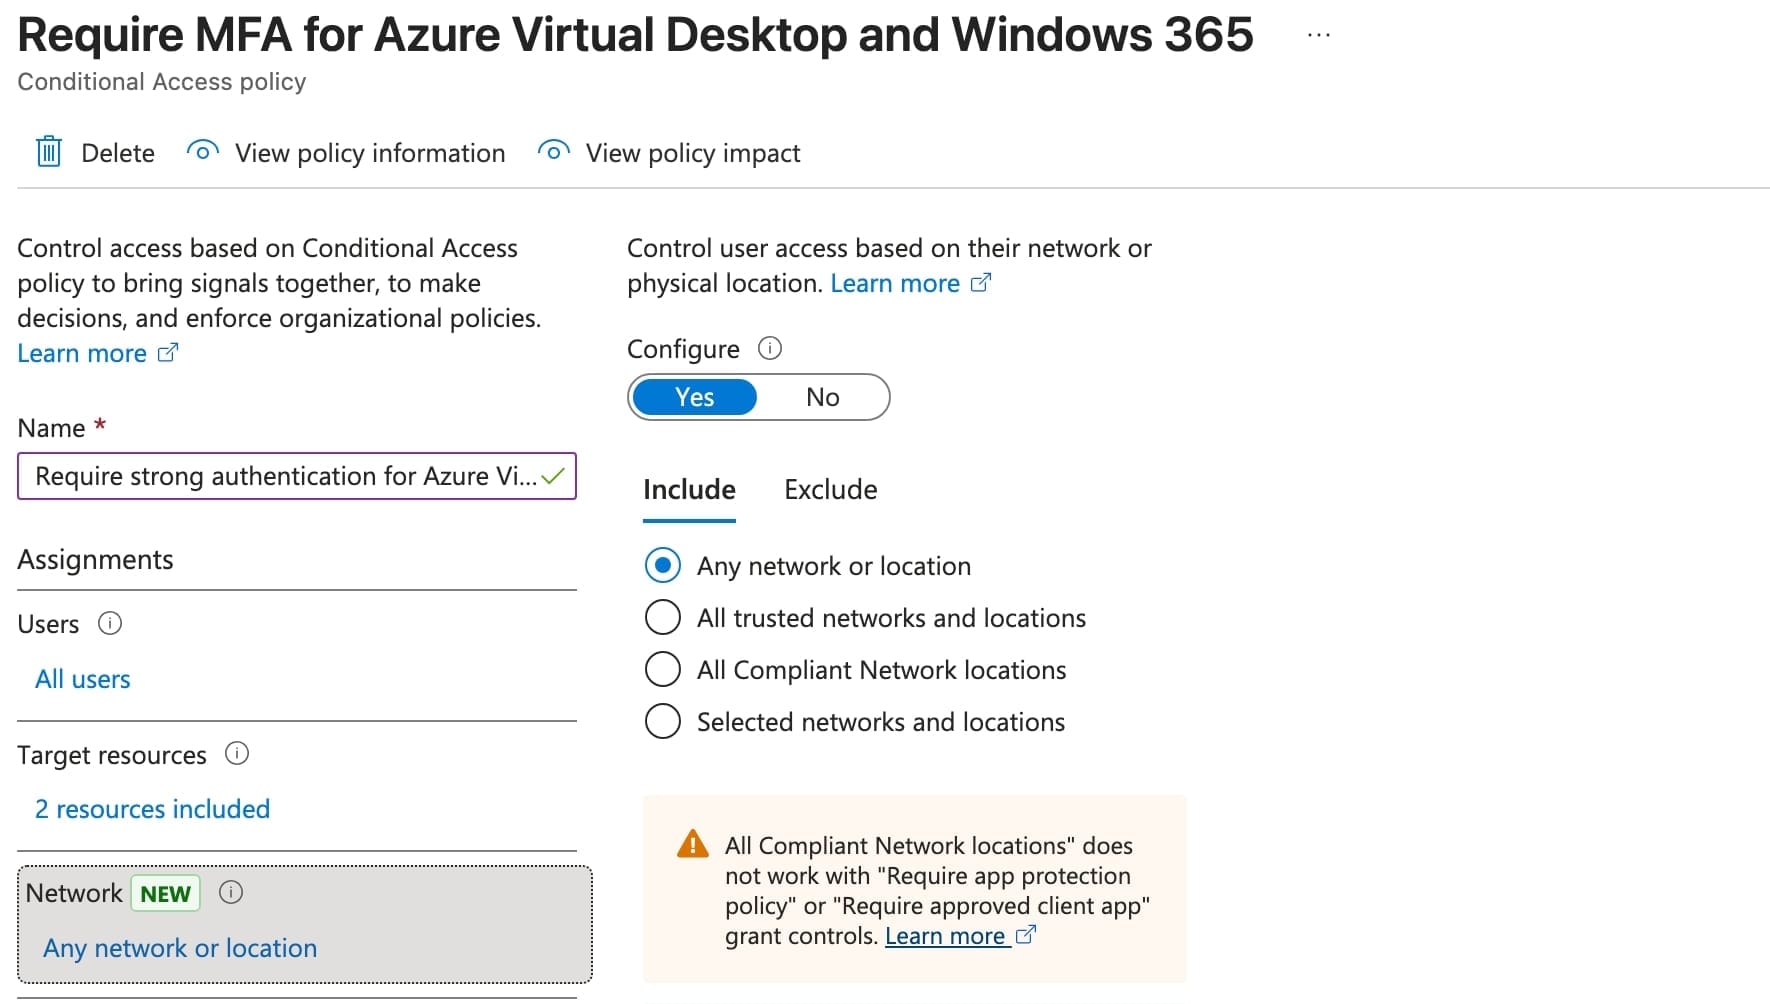 Require MFA for Azure Virtual Desktop and Windows 365 ...
Conditional Access policy
Delete View policy information View policy impact
Control access based on Conditional Access
policy to bring signals together, to make
decisions, and enforce organizational policies.
Learn more
Name *
Require strong authentication for Azure Vi...
Assignments
Users
All users
Target resources
2 resources included
Network NEW
Any network or location
Control user access based on their network or
physical location. Learn more
Configure
Yes No
Include Exclude
Any network or location
All trusted networks and locations
All Compliant Network locations
Selected networks and locations
All Compliant Network locations" does
not work with "Require app protection
policy" or "Require approved client app"
grant controls. Learn more